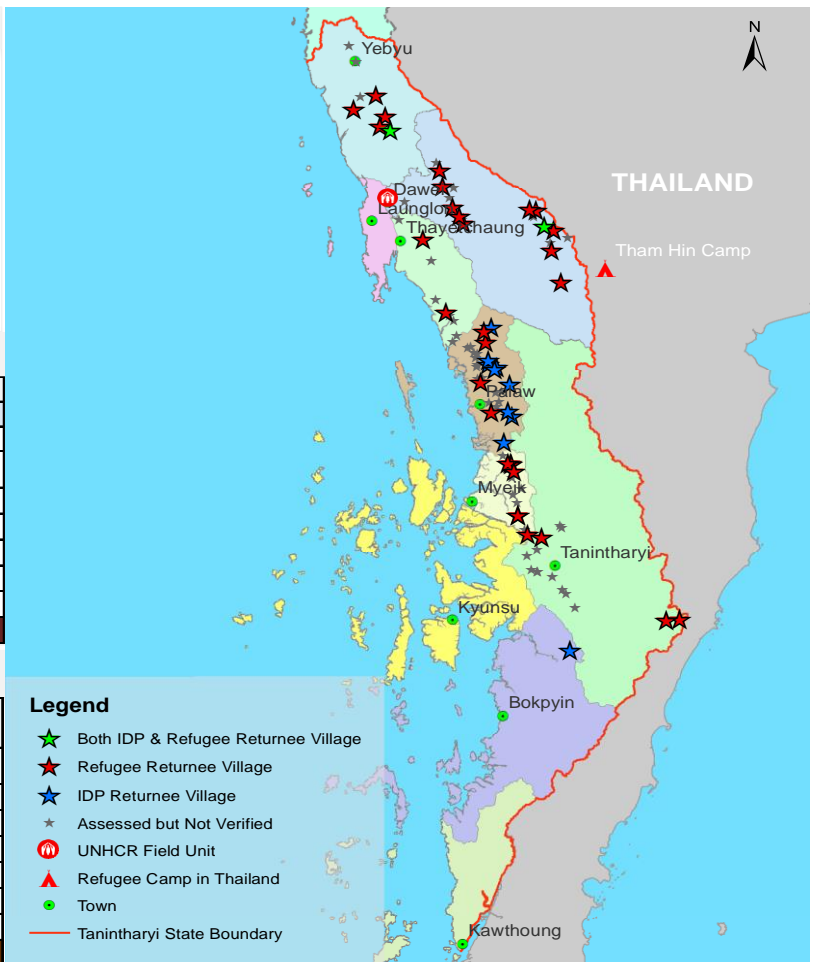 N
Yebyu
THAILAND
Dawei
Launglon
Thayetchaung
Tham Hin Camp
Palaw
Myeik
Tanintharyi
Kyunsu
Bokpyin
Kawthoung
Legend
Both IDP & Refugee Returnee Village
Refugee Returnee Village
IDP Returnee Village
Assessed but Not Verified
UNHCR Field Unit
Refugee Camp in Thailand
Town
Tanintharyi State Boundary